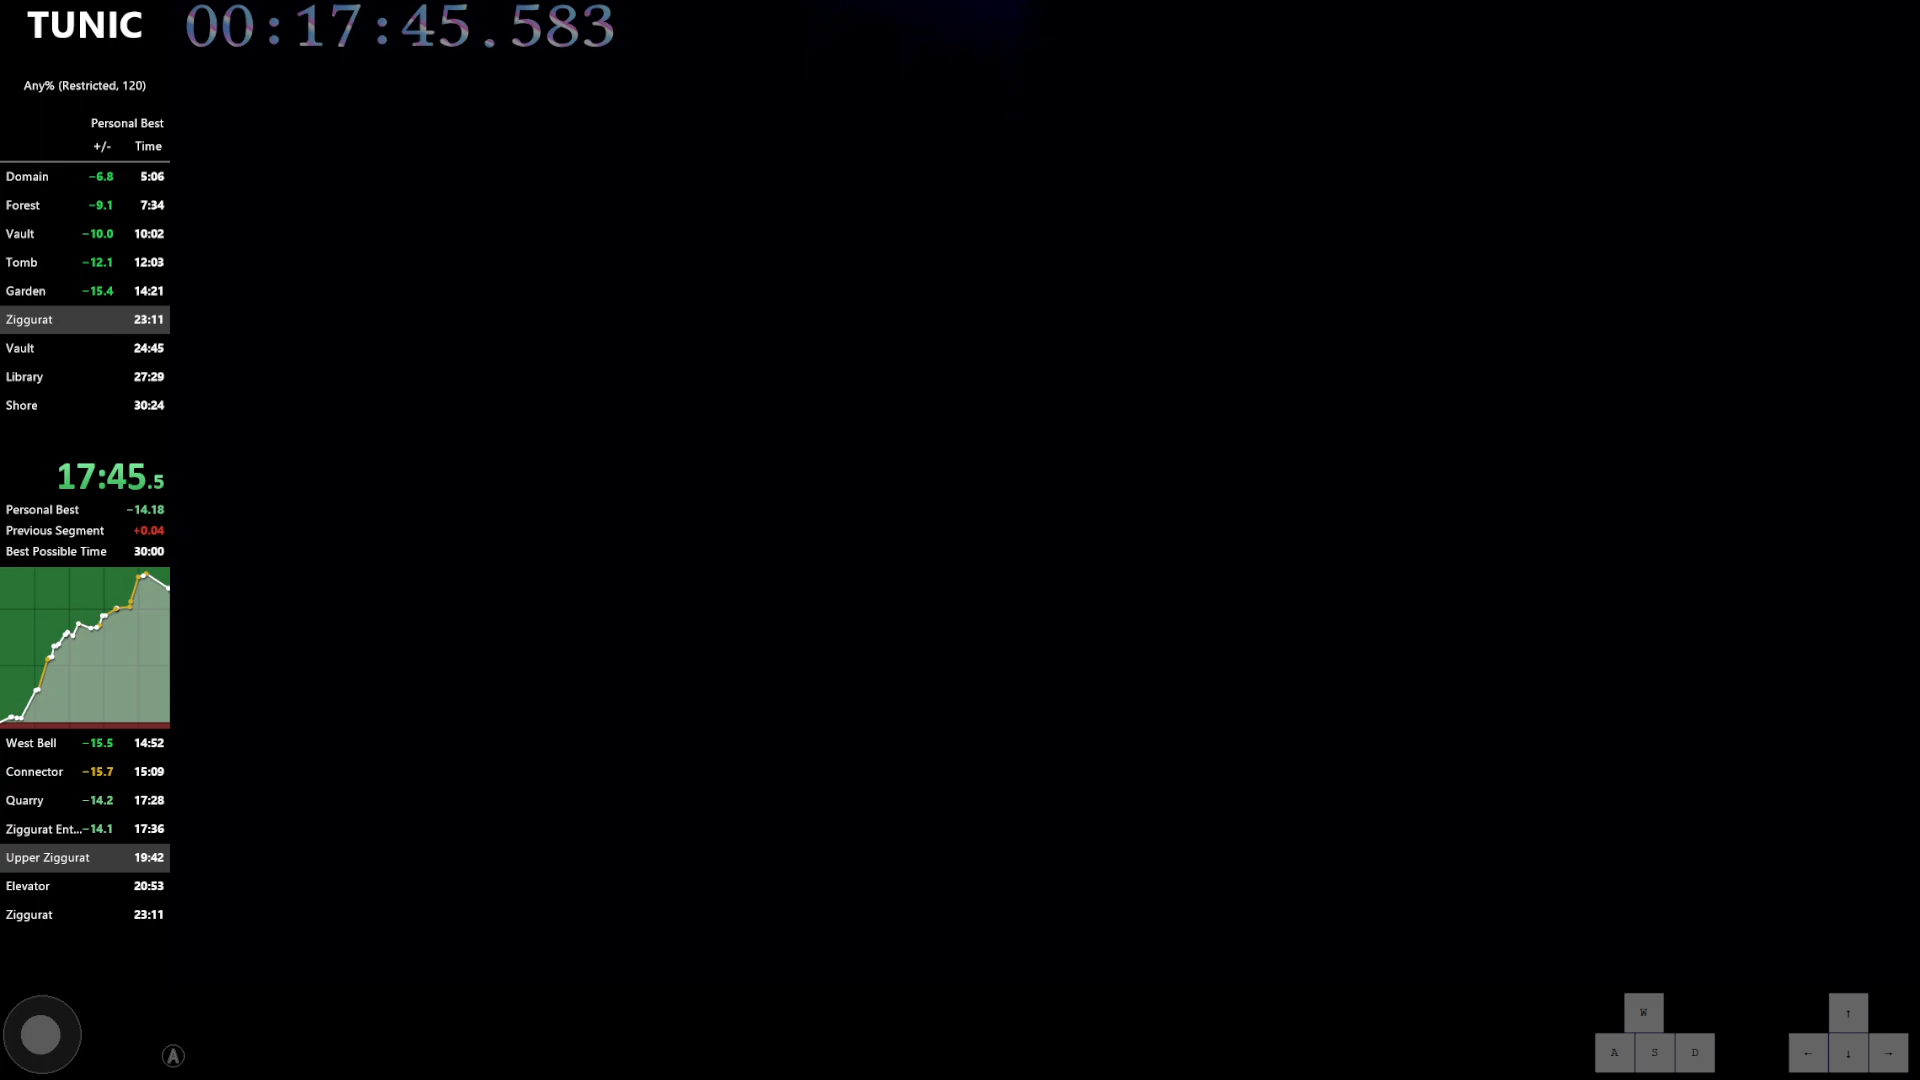 TUNIC
00:17:45.583
Any% (Restricted, 120)
Personal Best
+/- Time
Domain −6.8 5:06
Forest −9.1 7:34
Vault −10.0 10:02
Tomb −12.1 12:03
Garden −15.4 14:21
Ziggurat 23:11
Vault 24:45
Library 27:29
Shore 30:24
17:45.5
Personal Best −14.18
Previous Segment +0.04
Best Possible Time 30:00
West Bell −15.5 14:52
Connector −15.7 15:09
Quarry −14.2 17:28
Ziggurat Ent... −14.1 17:36
Upper Ziggurat 19:42
Elevator 20:53
Ziggurat 23:11
A
W
A S D
↑
← ↓ →